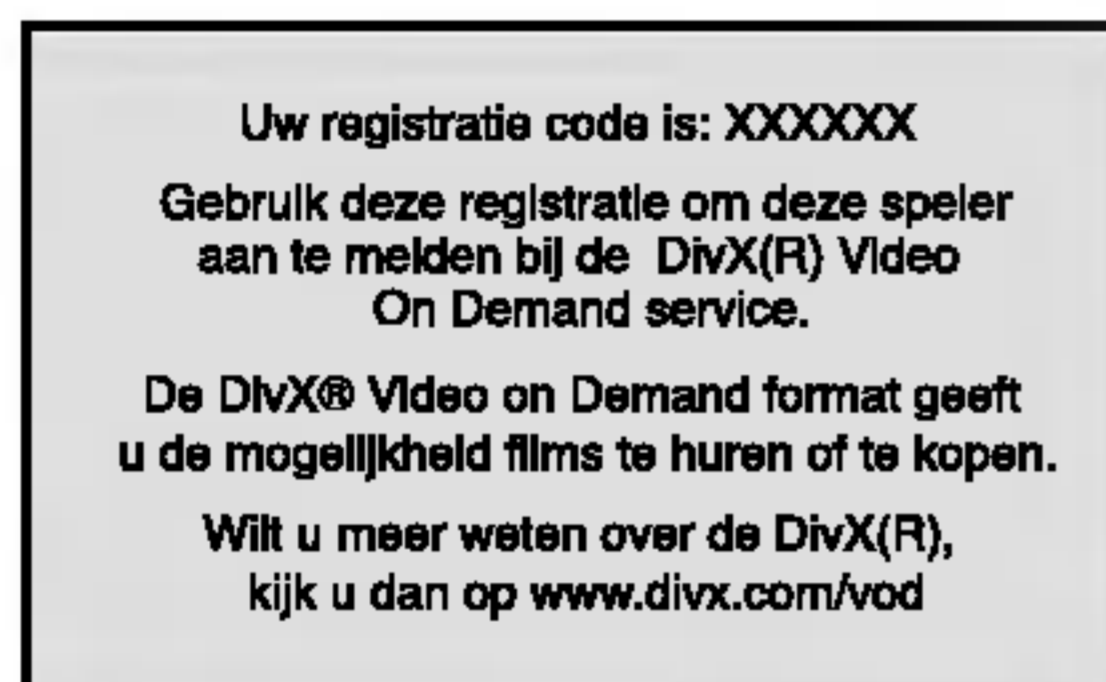 Uw registratie code is: XXXXXX
Gebruik deze registratie om deze speler
aan te melden bij de DivX(R) Video
On Demand service.
De DivX® Video on Demand format geeft
u de mogelijkheid films te huren of te kopen.
Wilt u meer weten over de DivX(R),
kijk u dan op www.divx.com/vod